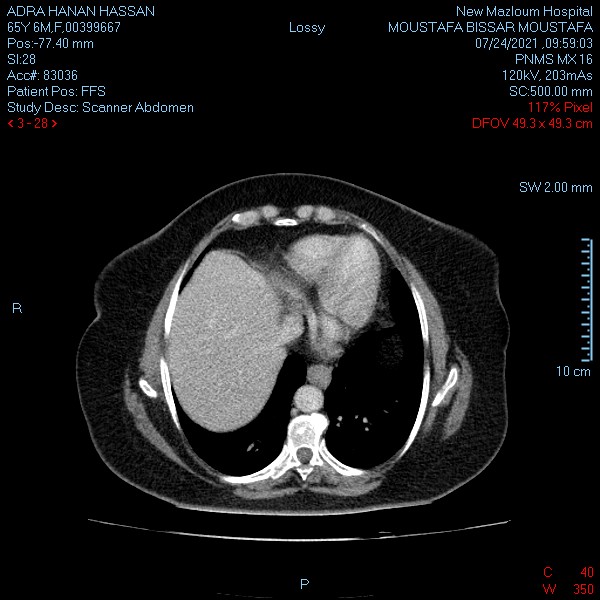 ADRA HANAN HASSAN
65Y 6M,F,00399667
Pos:-77.40 mm
SI:28
Acc#: 83036
Patient Pos: FFS
Study Desc: Scanner Abdomen
< 3 - 28 >
Lossy
New Mazloum Hospital
MOUSTAFA BISSAR MOUSTAFA
07/24/2021 ,09:59:03
PNMS MX 16
120kV, 203mAs
SC:500.00 mm
117% Pixel
DFOV 49.3 x 49.3 cm
SW 2.00 mm
R
10 cm
P
C 40
W 350